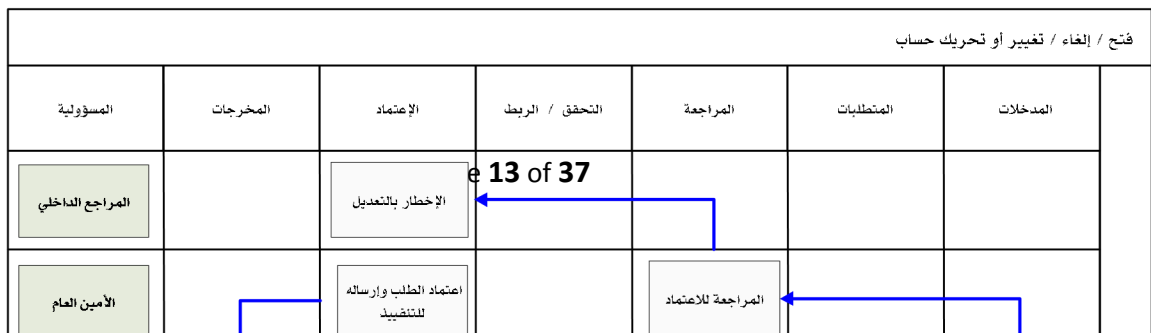 فتح / إلغاء / تغيير أو تحريك حساب
المدخلات
المتطلبات
المراجعة
التحقق / الربط
الإعتماد
المخرجات
المسؤولية
e 13 of 37
الإخطار بالتعديل
المراجع الداخلي
المراجعة للاعتماد
اعتماد الطلب وإرساله
للتنفييذ
الأمين العام